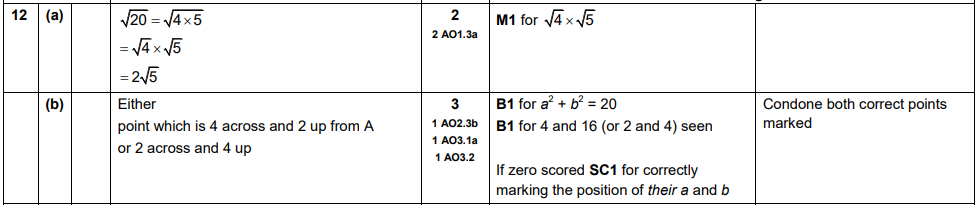 12 (a) √20 = √4×5 2 M1 for √4 × √5
= √4 × √5 2 AO1.3a
= 2√5
(b) Either 3 B1 for a² + b² = 20 Condone both correct points
point which is 4 across and 2 up from A 1 AO2.3b B1 for 4 and 16 (or 2 and 4) seen marked
or 2 across and 4 up 1 AO3.1a
1 AO3.2
If zero scored SC1 for correctly
marking the position of their a and b